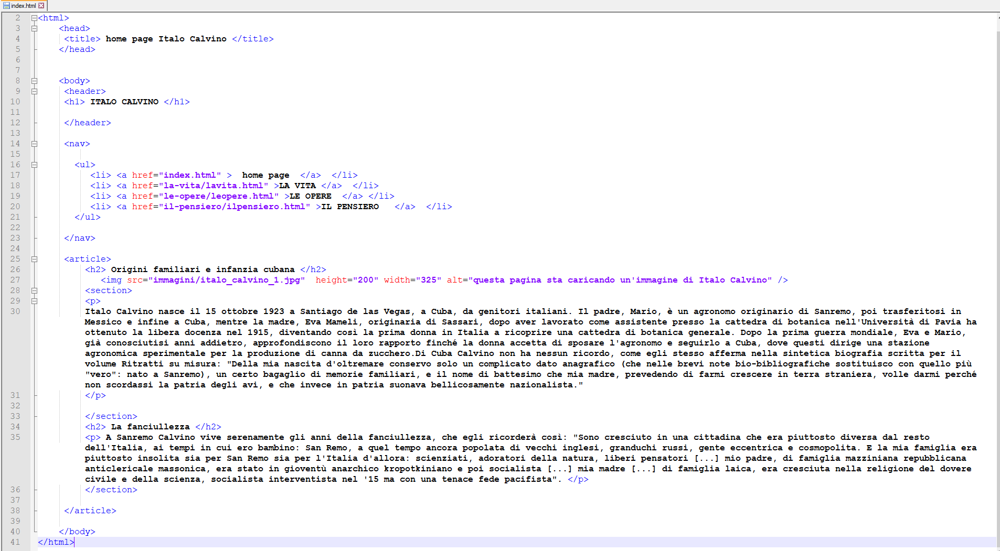 index.html
2 <html>
3 <head>
4 <title> home page Italo Calvino </title>
5 </head>
6
7
8 <body>
9 <header>
10 <h1> ITALO CALVINO </h1>
11
12 </header>
13
14 <nav>
15
16 <ul>
17 <li> <a href="index.html" >  home page  </a>  </li>
18 <li> <a href="la-vita/lavita.html" >LA VITA </a>  </li>
19 <li> <a href="le-opere/leopere.html" >LE OPERE  </a> </li>
20 <li> <a href="il-pensiero/ilpensiero.html" >IL PENSIERO   </a>  </li>
21 </ul>
22
23 </nav>
24
25 <article>
26 <h2> Origini familiari e infanzia cubana </h2>
27 <img src="immagini/italo_calvino_1.jpg"  height="200" width="325" alt="questa pagina sta caricando un'immagine di Italo Calvino" />
28 <section>
29 <p>
30 Italo Calvino nasce il 15 ottobre 1923 a Santiago de las Vegas, a Cuba, da genitori italiani. Il padre, Mario, è un agronomo originario di Sanremo, poi trasferitosi in
Messico e infine a Cuba, mentre la madre, Eva Mameli, originaria di Sassari, dopo aver lavorato come assistente presso la cattedra di botanica nell'Università di Pavia ha
ottenuto la libera docenza nel 1915, diventando così la prima donna in Italia a ricoprire una cattedra di botanica generale. Dopo la prima guerra mondiale, Eva e Mario,
già conosciutisi anni addietro, approfondiscono il loro rapporto finché la donna accetta di sposare l'agronomo e seguirlo a Cuba, dove questi dirige una stazione
agronomica sperimentale per la produzione di canna da zucchero.Di Cuba Calvino non ha nessun ricordo, come egli stesso afferma nella sintetica biografia scritta per il
volume Ritratti su misura: "Della mia nascita d'oltremare conservo solo un complicato dato anagrafico (che nelle brevi note bio-bibliografiche sostituisco con quello più
"vero": nato a Sanremo), un certo bagaglio di memorie familiari, e il nome di battesimo che mia madre, prevedendo di farmi crescere in terra straniera, volle darmi perché
non scordassi la patria degli avi, e che invece in patria suonava bellicosamente nazionalista."
31 </p>
32
33 </section>
34 <h2> La fanciullezza </h2>
35 <p> A Sanremo Calvino vive serenamente gli anni della fanciullezza, che egli ricorderà così: "Sono cresciuto in una cittadina che era piuttosto diversa dal resto
dell'Italia, ai tempi in cui ero bambino: San Remo, a quel tempo ancora popolata di vecchi inglesi, granduchi russi, gente eccentrica e cosmopolita. E la mia famiglia era
piuttosto insolita sia per San Remo sia per l'Italia d'allora: scienziati, adoratori della natura, liberi pensatori [...] mio padre, di famiglia mazziniana repubblicana
anticlericale massonica, era stato in gioventù anarchico kropotkiniano e poi socialista [...] mia madre [...] di famiglia laica, era cresciuta nella religione del dovere
civile e della scienza, socialista interventista nel '15 ma con una tenace fede pacifista". </p>
36 </section>
37
38 </article>
39
40 </body>
41 </html>